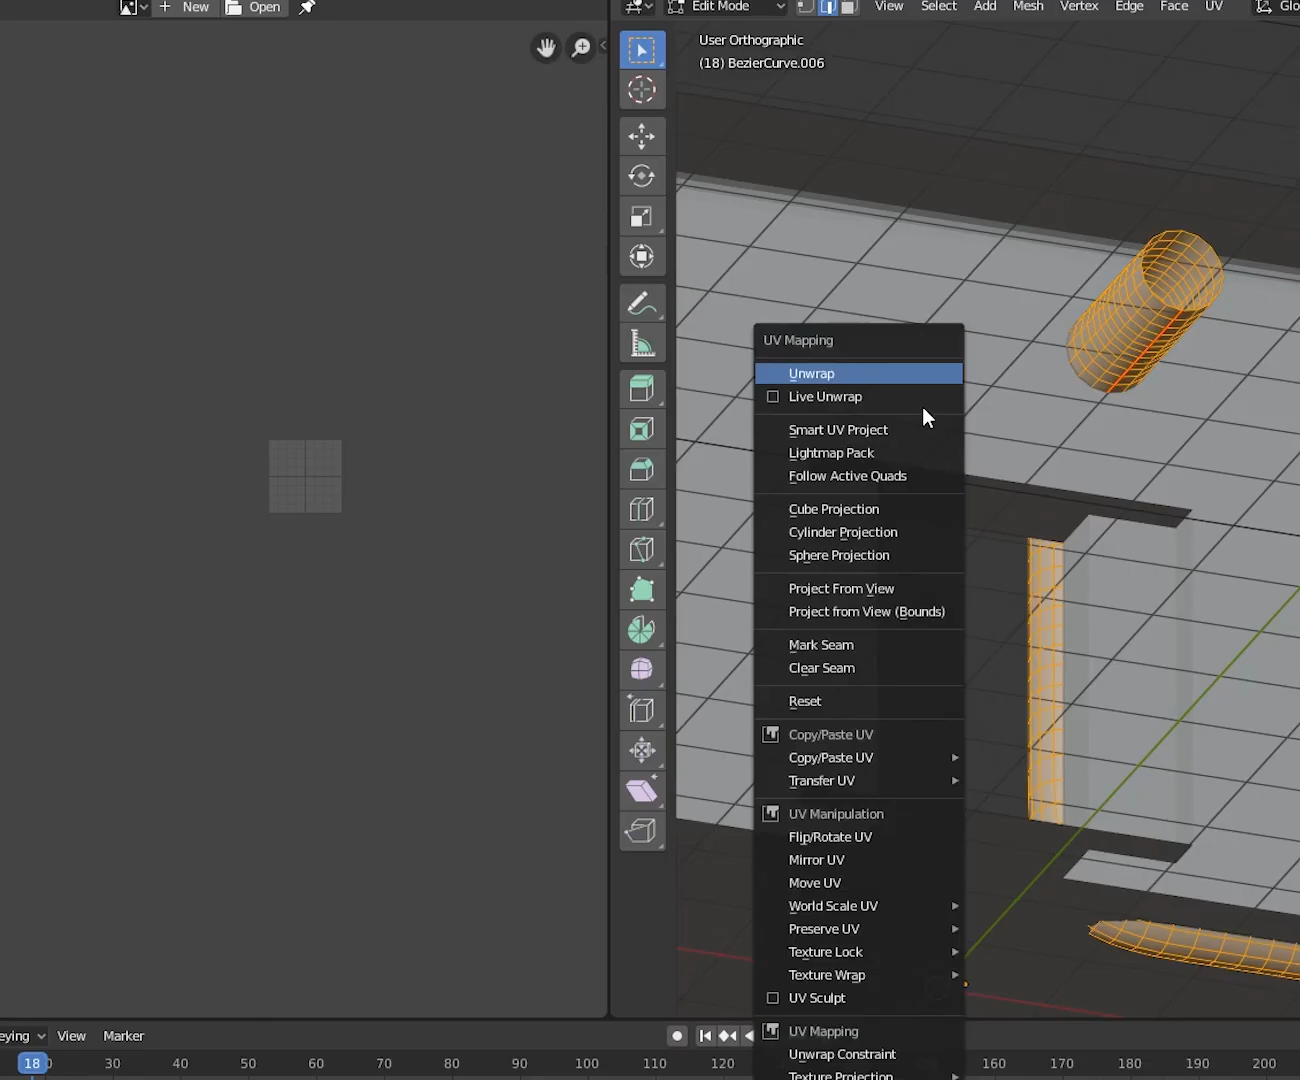 New Open
Edit Mode View Select Add Mesh Vertex Edge Face UV Glo
User Orthographic
(18) BezierCurve.006
UV Mapping
Unwrap
Live Unwrap
Smart UV Project
Lightmap Pack
Follow Active Quads
Cube Projection
Cylinder Projection
Sphere Projection
Project From View
Project from View (Bounds)
Mark Seam
Clear Seam
Reset
Copy/Paste UV
Copy/Paste UV
Transfer UV
UV Manipulation
Flip/Rotate UV
Mirror UV
Move UV
World Scale UV
Preserve UV
Texture Lock
Texture Wrap
UV Sculpt
UV Mapping
Unwrap Constraint
Texture Projection
eying View Marker
18 30 40 50 60 70 80 90 100 110 120 160 170 180 190 200